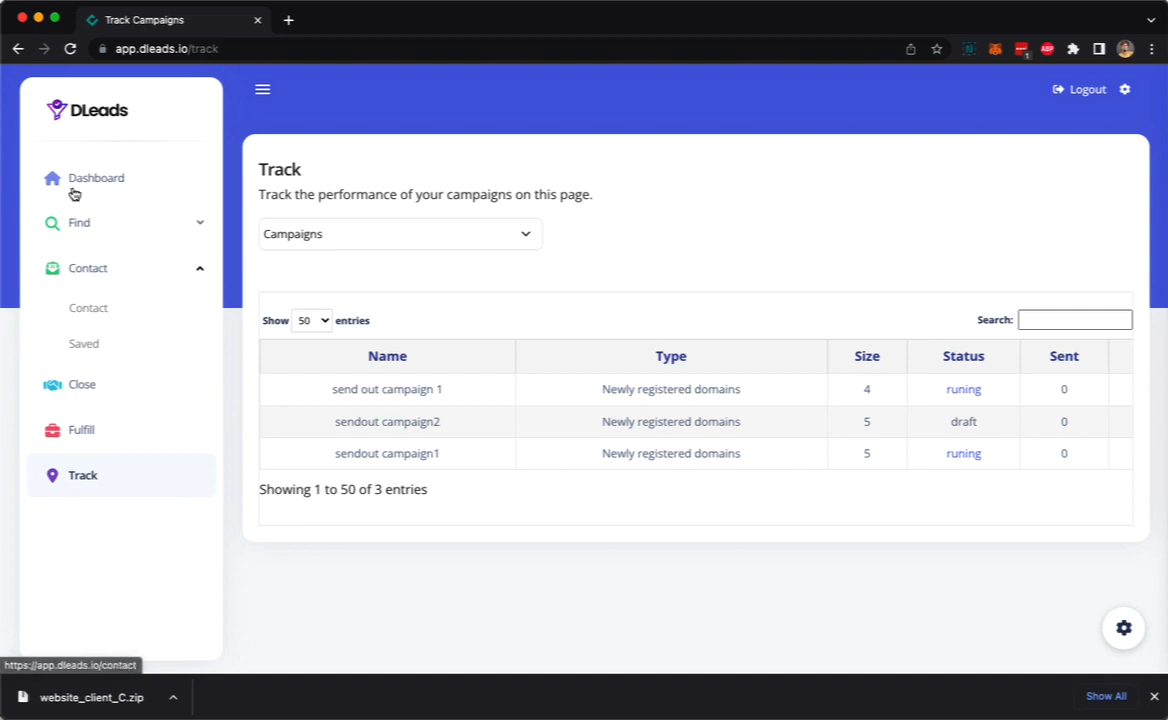 Track Campaigns
app.dleads.io/track
1
ABP
DLeads
Logout
Dashboard
Find
Contact
Contact
Saved
Close
Fulfill
Track
Track
Track the performance of your campaigns on this page.
Campaigns
Show 50 entries
Search:
Name Type Size Status Sent
send out campaign 1 Newly registered domains 4 runing 0
sendout campaign2 Newly registered domains 5 draft 0
sendout campaign1 Newly registered domains 5 runing 0
Showing 1 to 50 of 3 entries
https://app.dleads.io/contact
website_client_C.zip
Show All